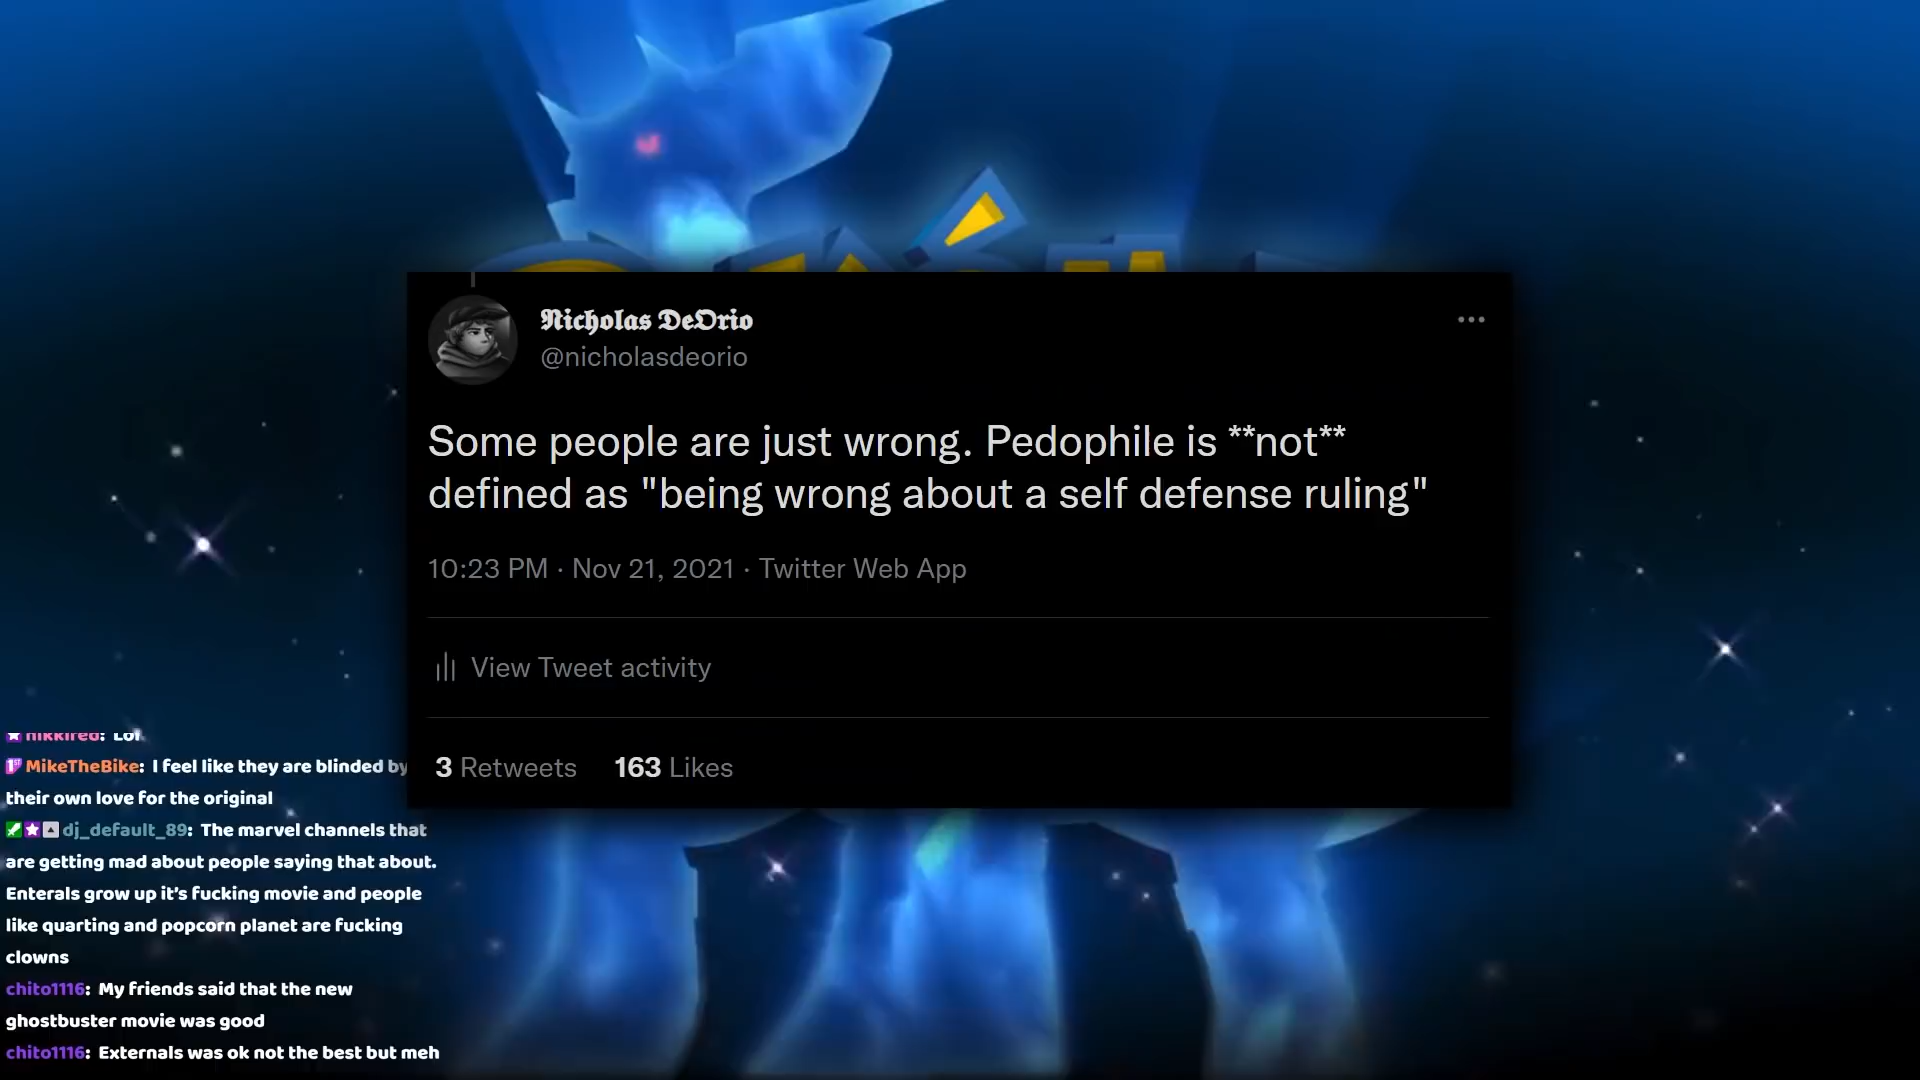 Nicholas DeOrio
@nicholasdeorio
Some people are just wrong. Pedophile is **not**
defined as "being wrong about a self defense ruling"
10:23 PM · Nov 21, 2021 · Twitter Web App
View Tweet activity
3 Retweets 163 Likes
nikkired: Lol
MikeTheBike: I feel like they are blinded by
their own love for the original
dj_default_89: The marvel channels that
are getting mad about people saying that about.
Enterals grow up it's fucking movie and people
like quarting and popcorn planet are fucking
clowns
chito1116: My friends said that the new
ghostbuster movie was good
chito1116: Externals was ok not the best but meh